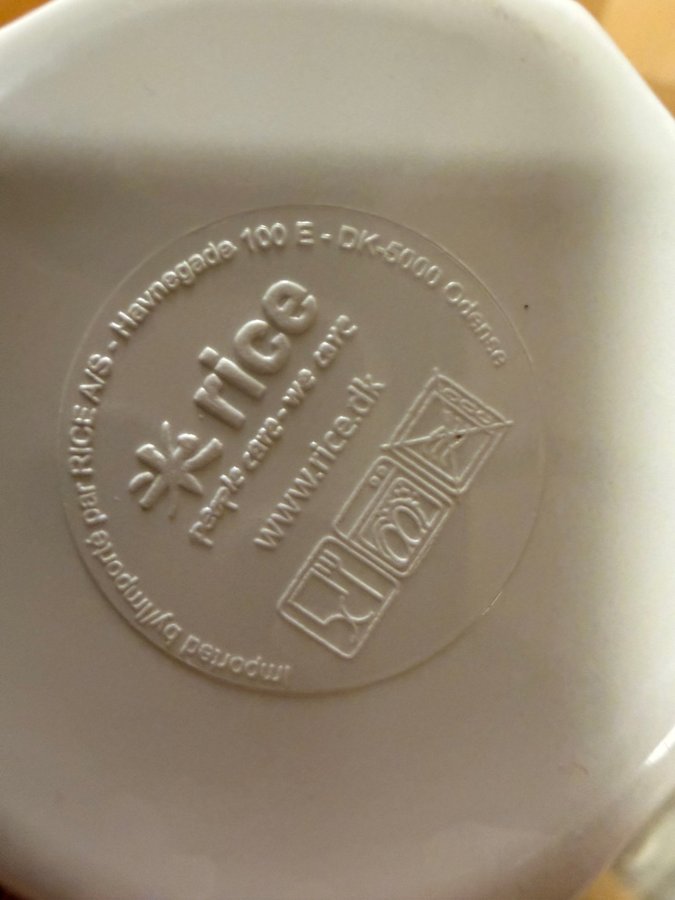 Imported by/Importé par RICE A/S - Havnegade 100 E - DK-5000 Odense
rice
people care - we care
www.rice.dk